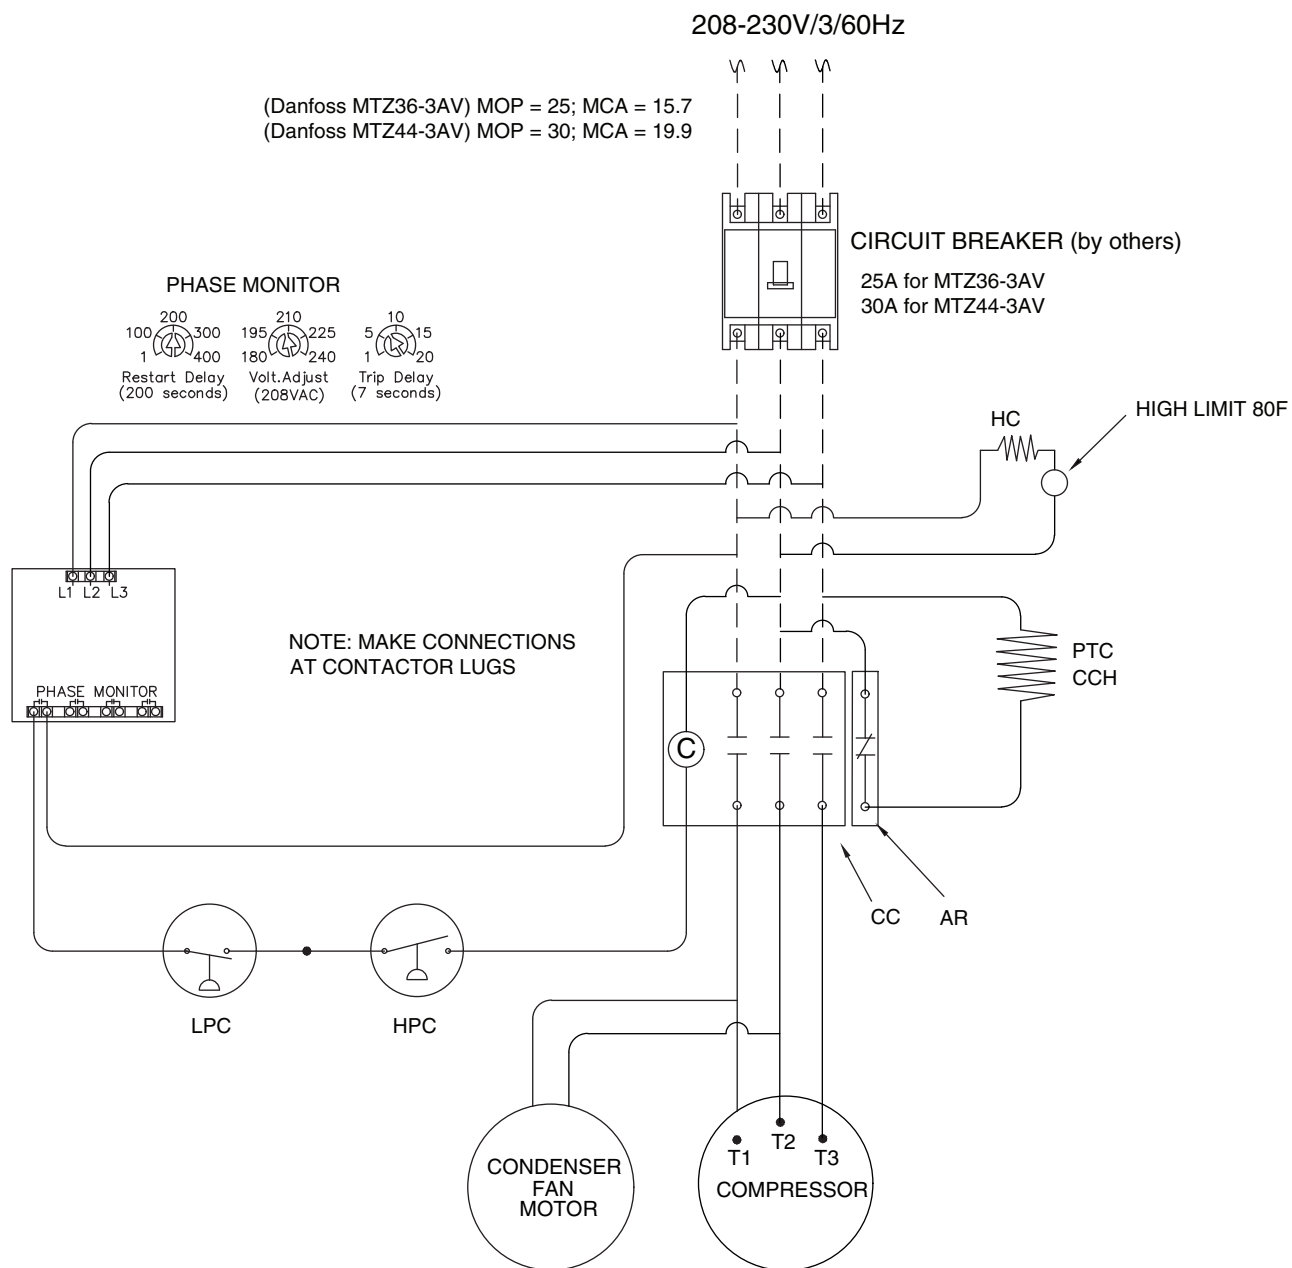 208-230V/3/60Hz
(Danfoss MTZ36-3AV) MOP = 25; MCA = 15.7
(Danfoss MTZ44-3AV) MOP = 30; MCA = 19.9
CIRCUIT BREAKER (by others)
25A for MTZ36-3AV
30A for MTZ44-3AV
PHASE MONITOR
200
100 300
1 400
Restart Delay
(200 seconds)
210
195 225
180 240
Volt.Adjust
(208VAC)
10
5 15
1 20
Trip Delay
(7 seconds)
HC
HIGH LIMIT 80F
L1 L2 L3
PHASE MONITOR
NOTE: MAKE CONNECTIONS
AT CONTACTOR LUGS
PTC
CCH
C
CC
AR
LPC
HPC
CONDENSER
FAN
MOTOR
T1
T2
T3
COMPRESSOR